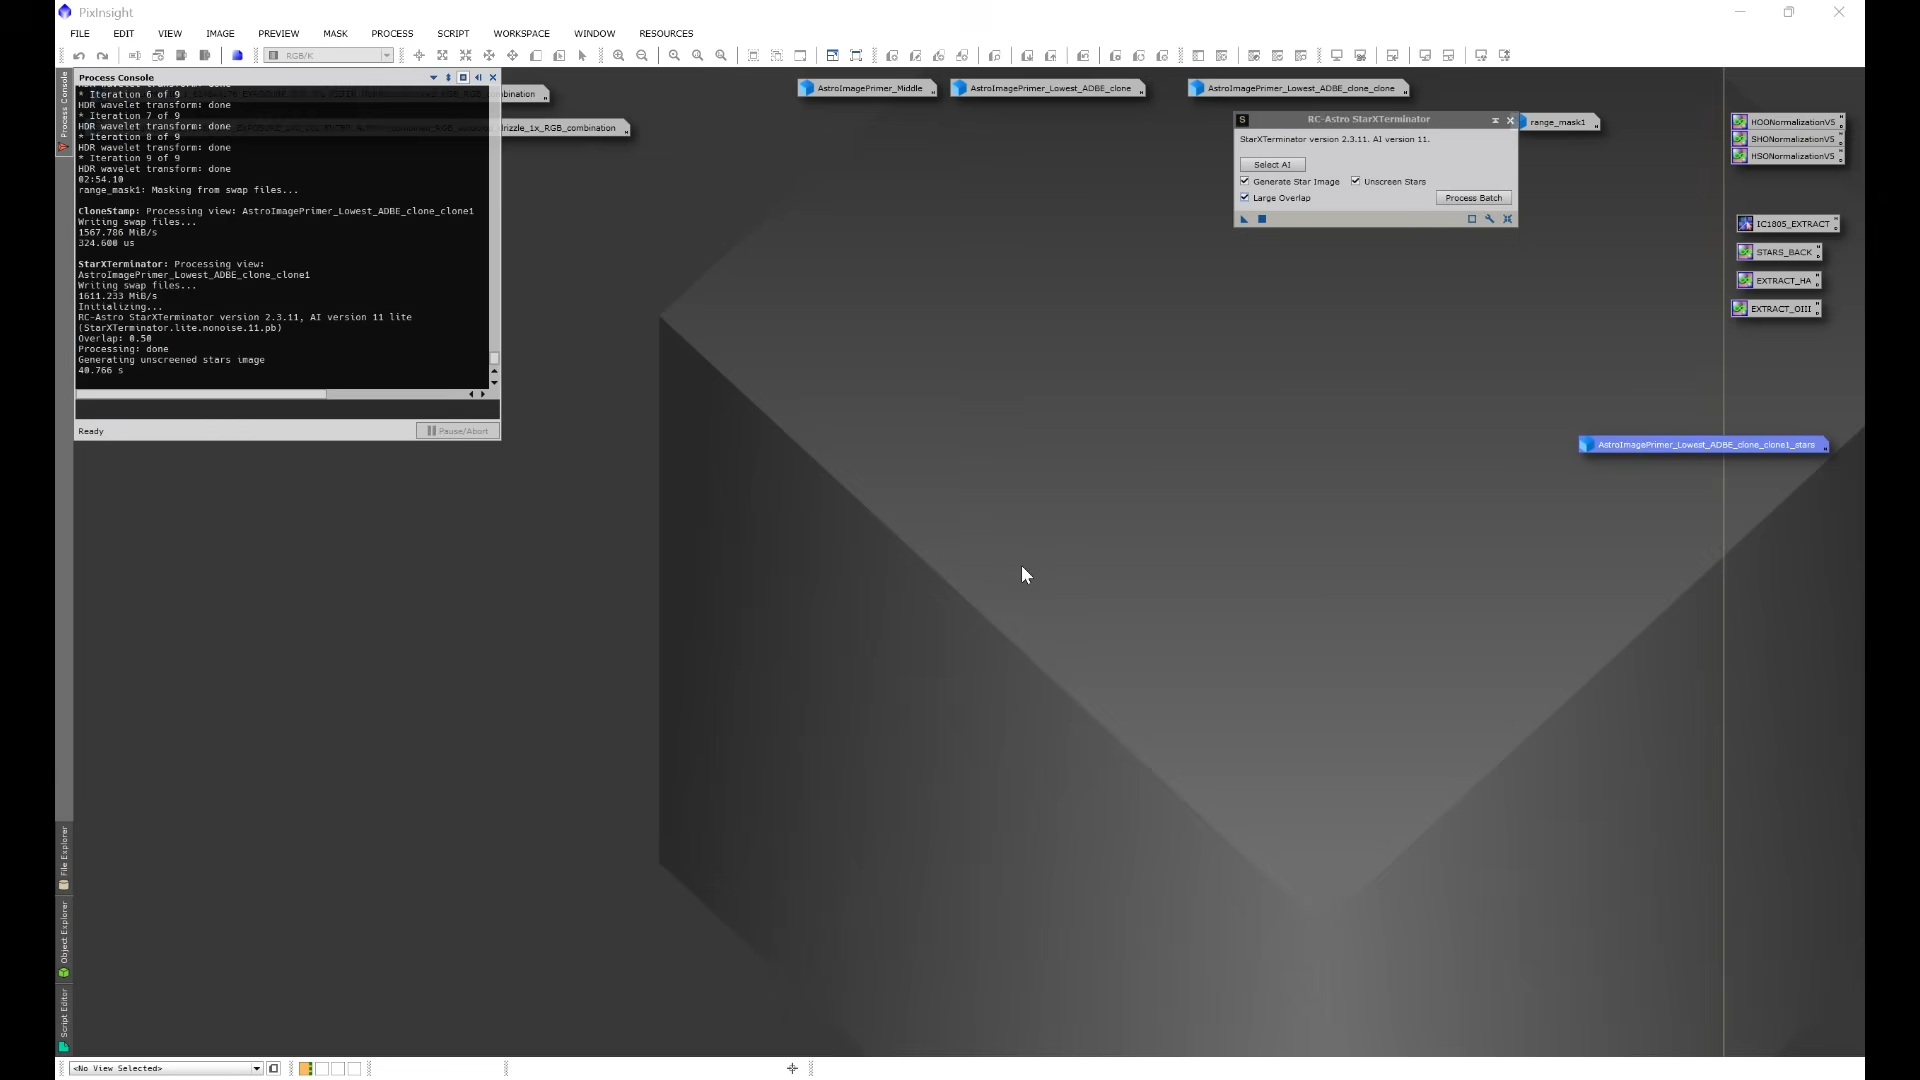 PixInsight
FILE EDIT VIEW IMAGE MASK PROCESS SCRIPT WORKSPACE WINDOW RESOURCES
RGB/K
Process Console
HDR wavelet transform: done
* Iteration 6 of 9
HDR wavelet transform: done
* Iteration 7 of 9
HDR wavelet transform: done
* Iteration 8 of 9
HDR wavelet transform: done
* Iteration 9 of 9
HDR wavelet transform: done
02:54.10
range_mask1: Masking from swap files...
CloneStamp: Processing view: AstroImagePrimer_Lowest_ADBE_clone_clone1
Writing swap files...
1567.786 MiB/s
324.600 us
StarXTerminator: Processing view:
AstroImagePrimer_Lowest_ADBE_clone_clone1
Writing swap files...
1611.233 MiB/s
Initializing...
RC-Astro StarXTerminator version 2.3.11, AI version 11 lite
(StarXTerminator.lite.nonoise.11.pb)
Overlap: 0.50
Processing: done
Generating unscreened stars image
40.766 s
Ready
Pause/Abort
Process Console
File Explorer
Object Explorer
Script Editor
ombination
drizzle_1x_RGB_combination
AstroImagePrimer_Middle
AstroImagePrimer_Lowest_ADBE_clone
AstroImagePrimer_Lowest_ADBE_clone_clone
RC-Astro StarXTerminator
StarXTerminator version 2.3.11. AI version 11.
Select AI
Generate Star Image
Unscreen Stars
Large Overlap
Process Batch
range_mask1
HOONormalizationV5
SHONormalizationV5
HSONormalizationV5
IC1805_EXTRACT
STARS_BACK
EXTRACT_HA
EXTRACT_OIII
AstroImagePrimer_Lowest_ADBE_clone_clone1_stars
<No View Selected>